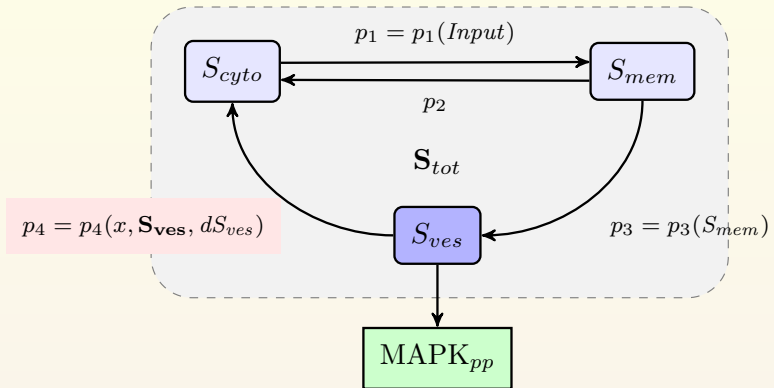 p₁ = p₁(Input)
S_cyto
S_mem
p₂
S_tot
p₄ = p₄(x, S_ves, dS_ves)
S_ves
p₃ = p₃(S_mem)
MAPK_pp